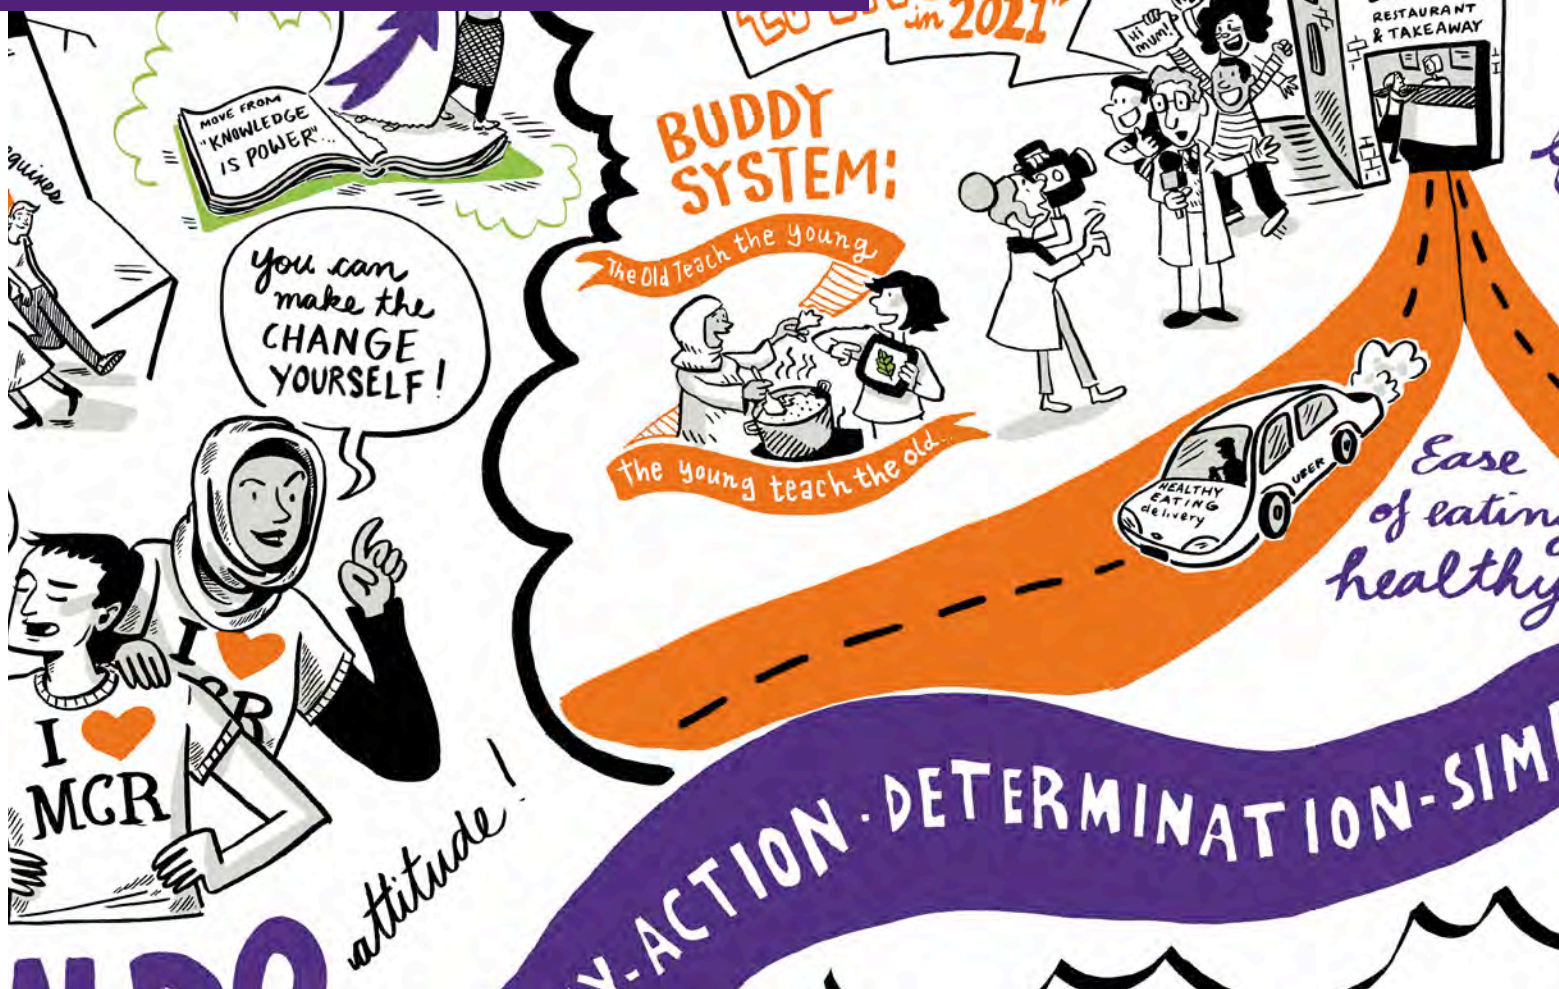 in 2021"
Hi
mum!
RESTAURANT
& TAKEAWAY
MOVE FROM
"KNOWLEDGE
IS POWER"...
BUDDY
SYSTEM:
The Old Teach the young
the young teach the old...
you can
make the
CHANGE
YOURSELF!
I
I ♥
MCR
HEALTHY
EATING
delivery
UBER
Ease
of eating
healthy
attitude!
-ACTION·DETERMINATION-SIM